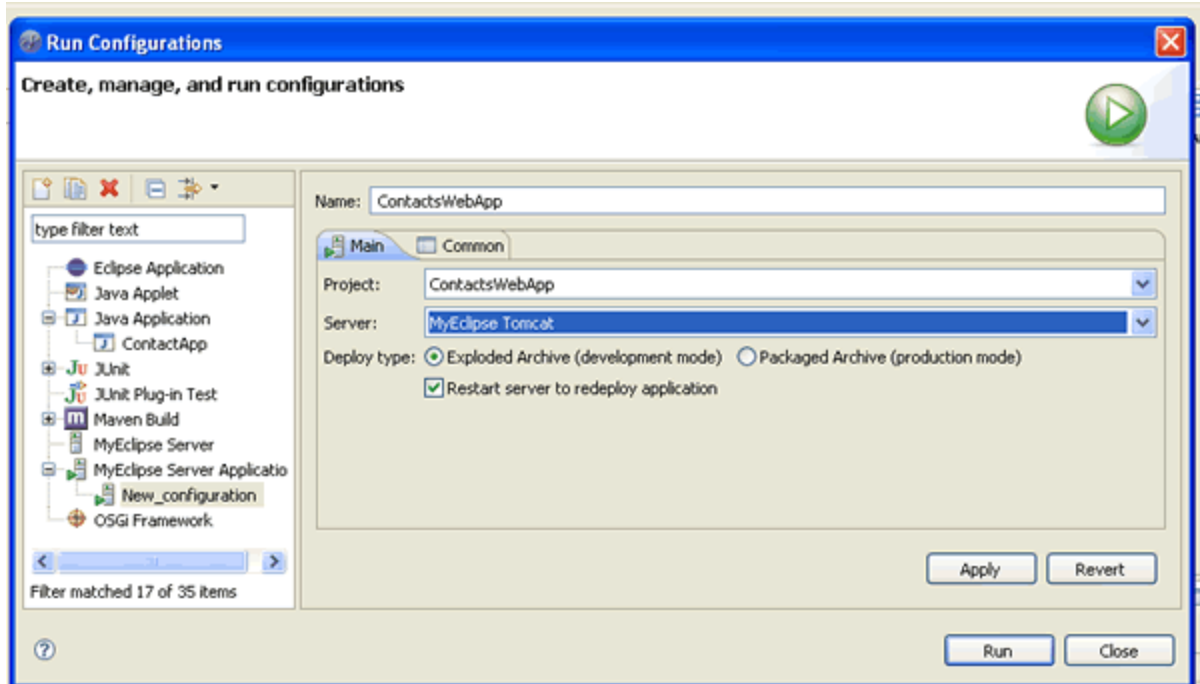 Run Configurations
Create, manage, and run configurations
type filter text
Eclipse Application
Java Applet
Java Application
ContactApp
JUnit
JUnit Plug-in Test
Maven Build
MyEclipse Server
MyEclipse Server Applicatio
New_configuration
OSGi Framework
Filter matched 17 of 35 items
Name: ContactsWebApp
Main Common
Project: ContactsWebApp
Server: MyEclipse Tomcat
Deploy type: Exploded Archive (development mode) Packaged Archive (production mode)
Restart server to redeploy application
Apply Revert
Run Close